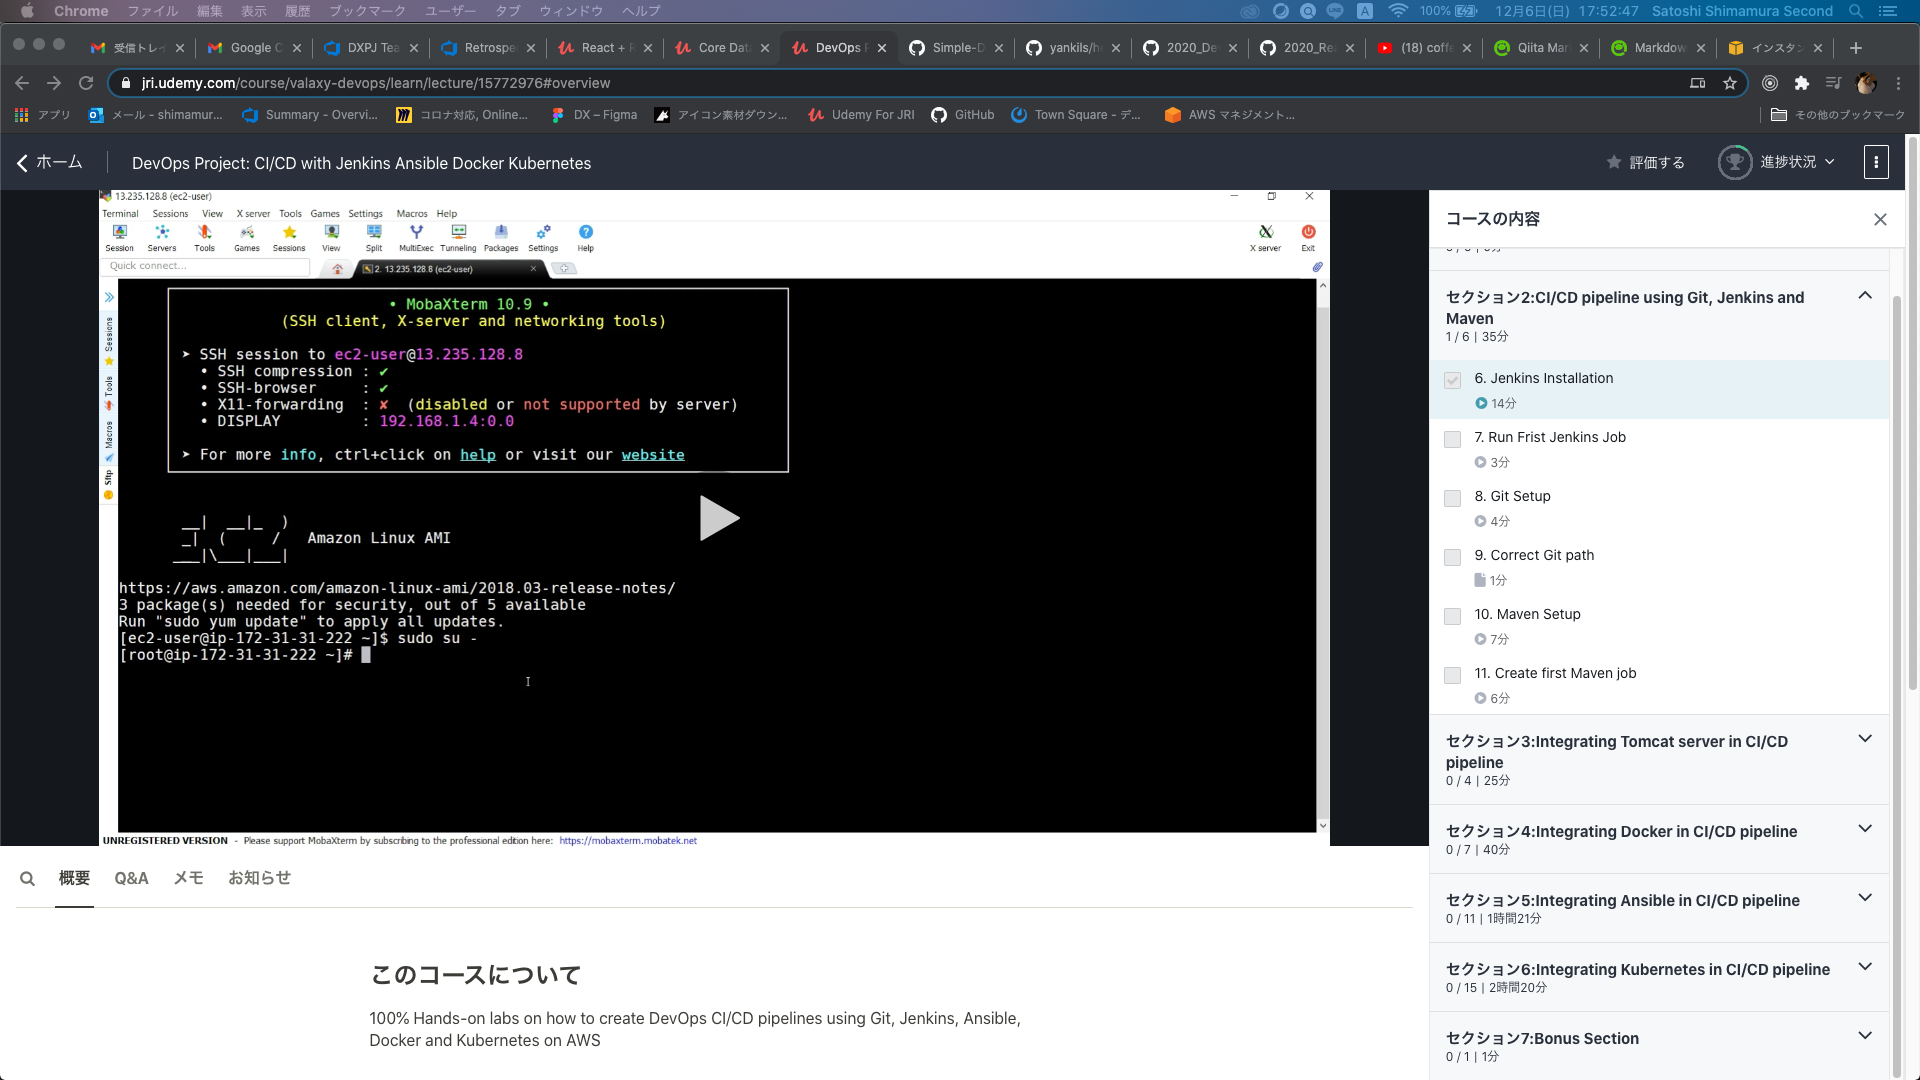 Chrome ファイル 編集 表示 履歴 ブックマーク ユーザー タブ ウィンドウ ヘルプ 100% 12月6日(日) 17:52:47 Satoshi Shimamura Second
受信トレイ Google C DXPJ Tea Retrospe React + R Core Dat DevOps P Simple-D yankils/h 2020_De 2020_Re (18) coffe Qiita Mar Markdow インスタン
jri.udemy.com/course/valaxy-devops/learn/lecture/15772976#overview
アプリ メール - shimamur... Summary - Overvi... コロナ対応, Online... DX – Figma アイコン素材ダウン... Udemy For JRI GitHub Town Square - デ... AWS マネジメント... その他のブックマーク
ホーム DevOps Project: CI/CD with Jenkins Ansible Docker Kubernetes 評価する 進捗状況
13.235.128.8 (ec2-user)
Terminal Sessions View X server Tools Games Settings Macros Help
Session Servers Tools Games Sessions View Split MultiExec Tunneling Packages Settings Help X server Exit
Quick connect... 2. 13.235.128.8 (ec2-user)
Sessions
Tools
Macros
Sftp
• MobaXterm 10.9 •
(SSH client, X-server and networking tools)
➤ SSH session to ec2-user@13.235.128.8
• SSH compression : ✔
• SSH-browser : ✔
• X11-forwarding : ✘ (disabled or not supported by server)
• DISPLAY : 192.168.1.4:0.0
➤ For more info, ctrl+click on help or visit our website
Amazon Linux AMI
https://aws.amazon.com/amazon-linux-ami/2018.03-release-notes/
3 package(s) needed for security, out of 5 available
Run "sudo yum update" to apply all updates.
[ec2-user@ip-172-31-31-222 ~]$ sudo su -
[root@ip-172-31-31-222 ~]#
UNREGISTERED VERSION - Please support MobaXterm by subscribing to the professional edition here: https://mobaxterm.mobatek.net
概要 Q&A メモ お知らせ
このコースについて
100% Hands-on labs on how to create DevOps CI/CD pipelines using Git, Jenkins, Ansible,
Docker and Kubernetes on AWS
コースの内容
セクション2:CI/CD pipeline using Git, Jenkins and
Maven
1 / 6 | 35分
6. Jenkins Installation
14分
7. Run Frist Jenkins Job
3分
8. Git Setup
4分
9. Correct Git path
1分
10. Maven Setup
7分
11. Create first Maven job
6分
セクション3:Integrating Tomcat server in CI/CD
pipeline
0 / 4 | 25分
セクション4:Integrating Docker in CI/CD pipeline
0 / 7 | 40分
セクション5:Integrating Ansible in CI/CD pipeline
0 / 11 | 1時間21分
セクション6:Integrating Kubernetes in CI/CD pipeline
0 / 15 | 2時間20分
セクション7:Bonus Section
0 / 1 | 1分